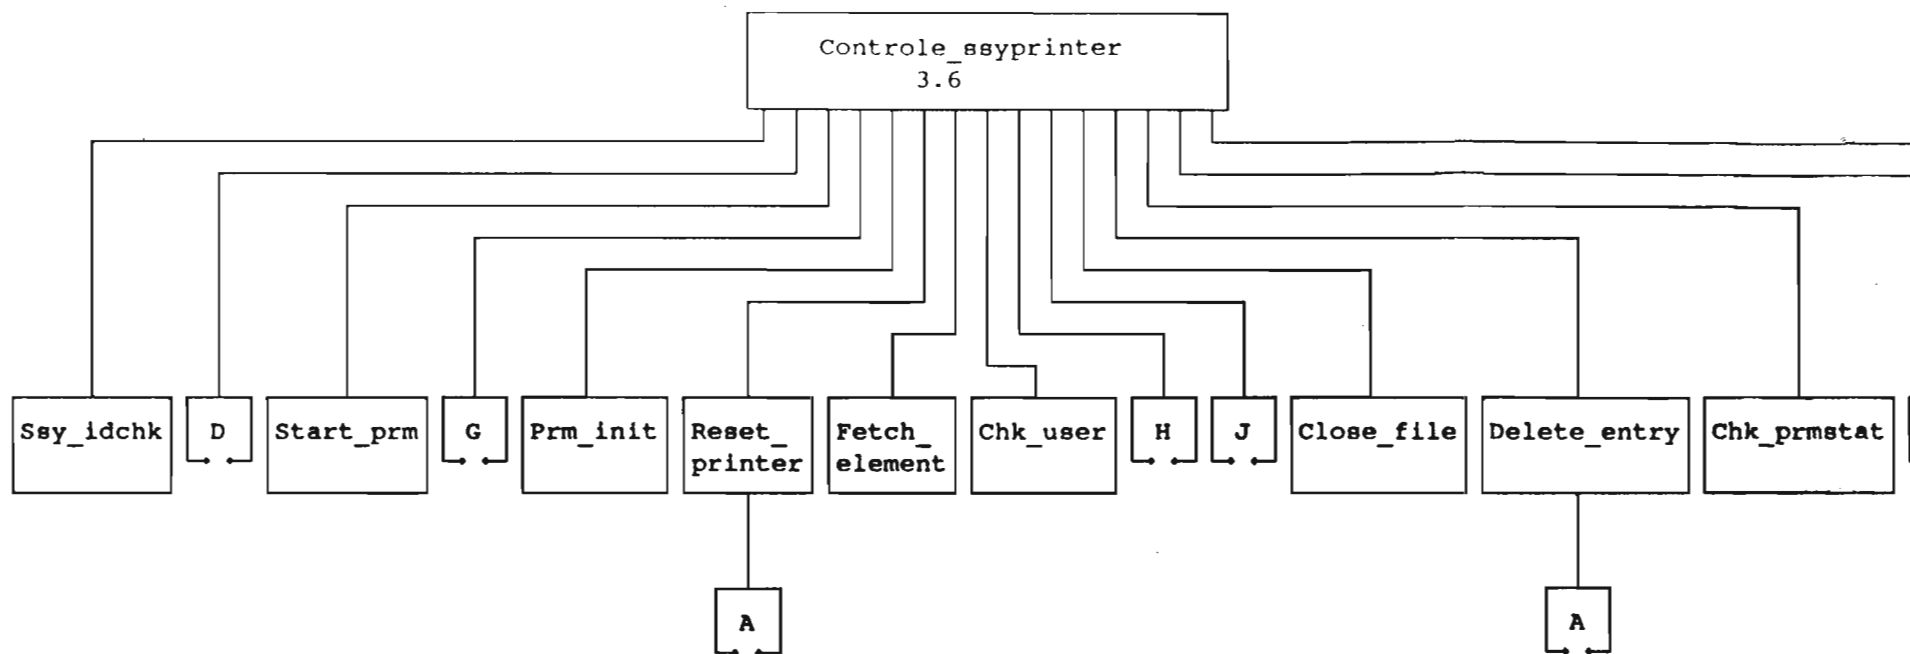 Controle_ssyprinter
3.6
Ssy_idchk
D
Start_prm
G
Prm_init
Reset_
printer
Fetch_
element
Chk_user
H
J
Close_file
Delete_entry
Chk_prmstat
A
A